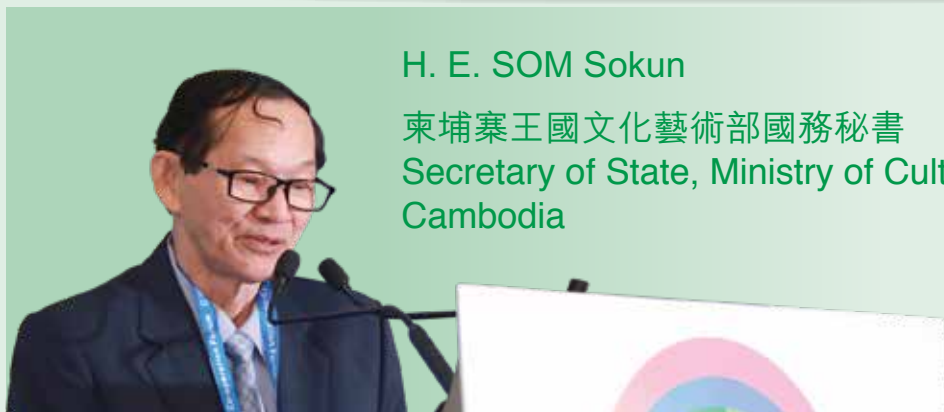 H. E. SOM Sokun
柬埔寨王國文化藝術部國務秘書
Secretary of State, Ministry of Cult
Cambodia